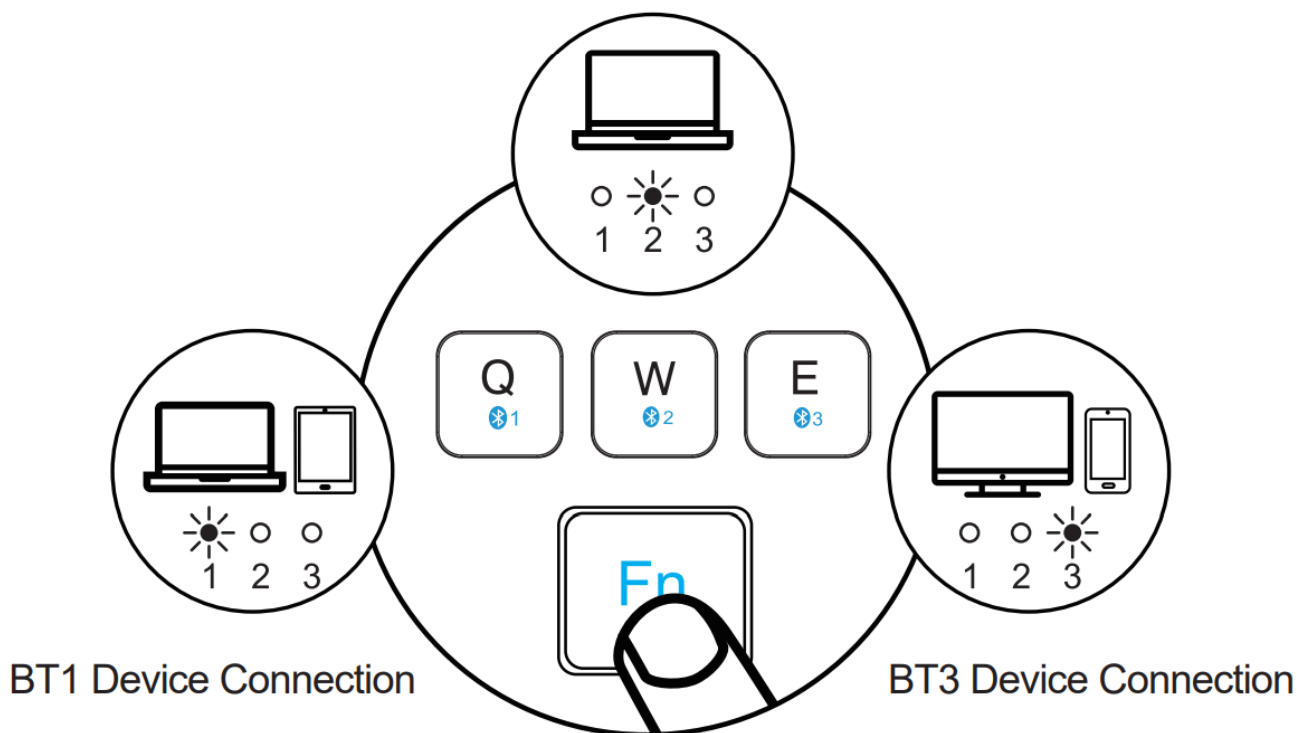 1 2 3
Q W E
1 2 3
Fn
1 2 3
1 2 3
BT1 Device Connection
BT3 Device Connection